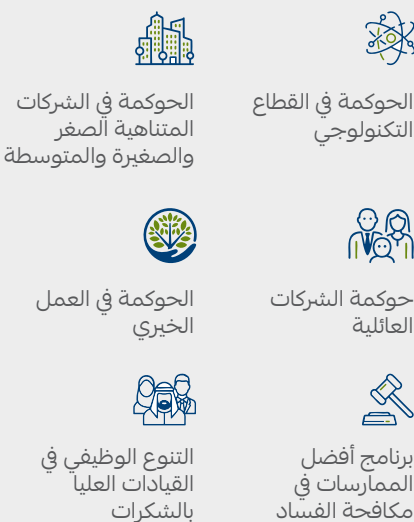 الحوكمة في القطاع
التكنولوجي
الحوكمة في الشركات
المتناهية الصغر
والصغيرة والمتوسطة
حوكمة الشركات
العائلية
الحوكمة في العمل
الخيري
برنامج أفضل
الممارسات في
مكافحة الفساد
التنوع الوظيفي في
القيادات العليا
بالشكرات